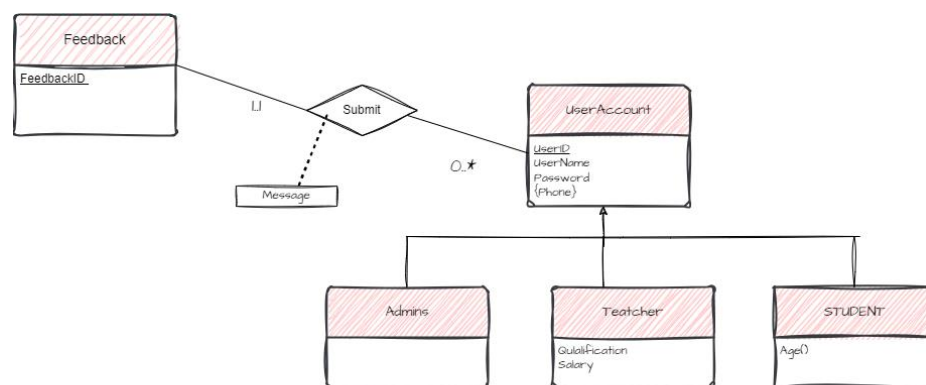 Feedback
FeedbackID
1..1
Submit
Message
0..*
UserAccount
UserID
UserName
Password
{Phone}
Admins
Teatcher
Qulalification
Salary
STUDENT
Age()